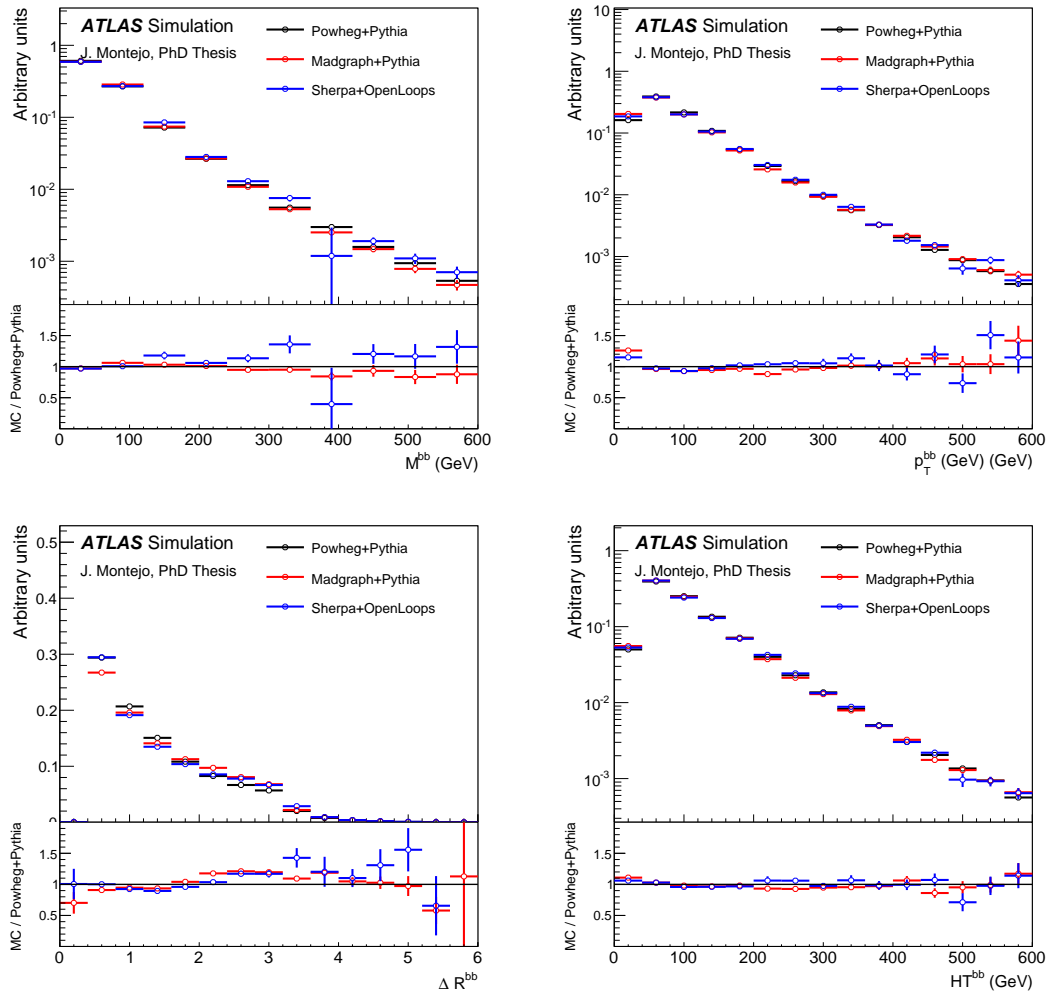 ATLAS Simulation
J. Montejo, PhD Thesis
Powheg+Pythia
Madgraph+Pythia
Sherpa+OpenLoops
Arbitrary units
1
10⁻¹
10⁻²
10⁻³
MC / Powheg+Pythia
1.5
1
0.5
0 100 200 300 400 500 600
M^bb (GeV)
ATLAS Simulation
J. Montejo, PhD Thesis
Powheg+Pythia
Madgraph+Pythia
Sherpa+OpenLoops
Arbitrary units
10
1
10⁻¹
10⁻²
10⁻³
MC / Powheg+Pythia
1.5
1
0.5
0 100 200 300 400 500 600
p_T^bb (GeV) (GeV)
ATLAS Simulation
J. Montejo, PhD Thesis
Powheg+Pythia
Madgraph+Pythia
Sherpa+OpenLoops
Arbitrary units
0.5
0.4
0.3
0.2
0.1
0
MC / Powheg+Pythia
1.5
1
0.5
0 1 2 3 4 5 6
Δ R^bb
ATLAS Simulation
J. Montejo, PhD Thesis
Powheg+Pythia
Madgraph+Pythia
Sherpa+OpenLoops
Arbitrary units
1
10⁻¹
10⁻²
10⁻³
MC / Powheg+Pythia
1.5
1
0.5
0 100 200 300 400 500 600
HT^bb (GeV)